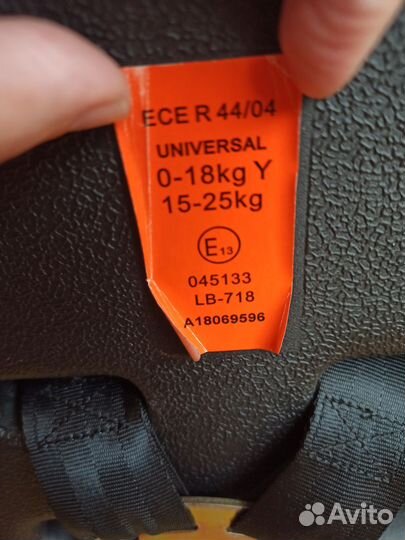 ECE R 44/04
UNIVERSAL
0-18kg Y
15-25kg
E13
045133
LB-718
A18069596
Avito